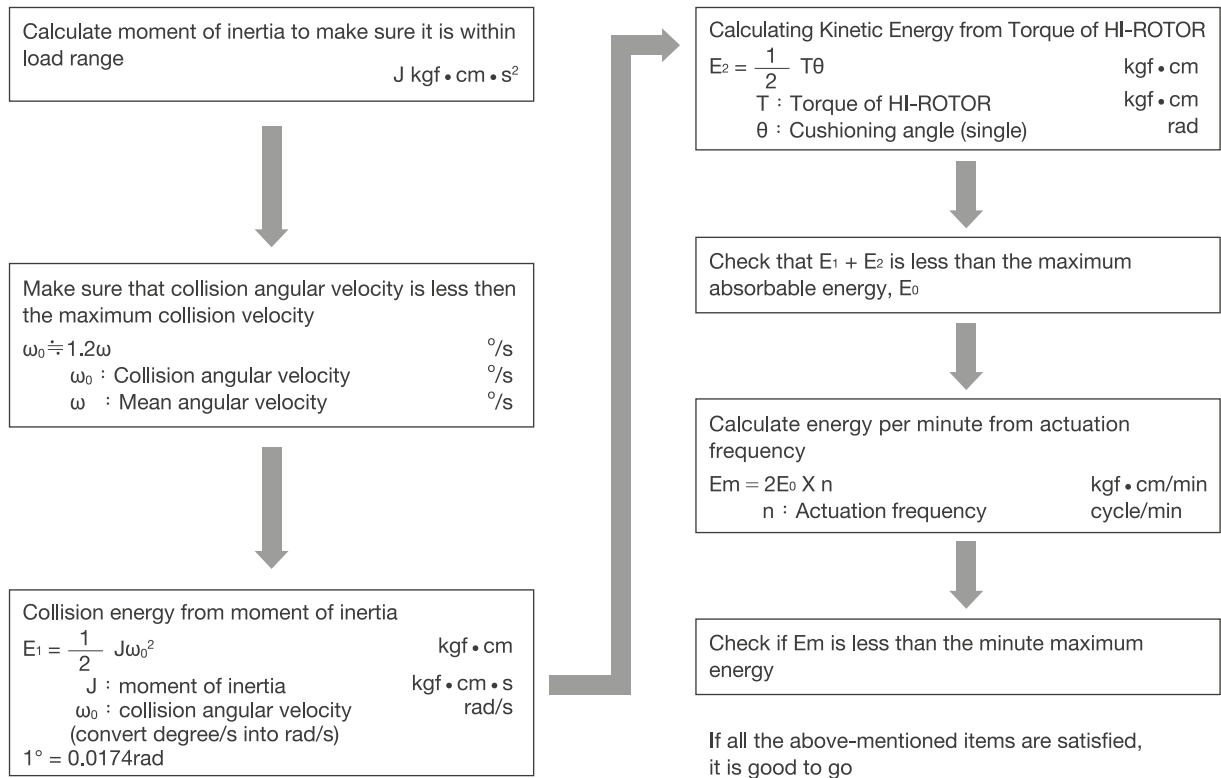 Calculate moment of inertia to make sure it is within
load range
J kgf • cm • s²
Make sure that collision angular velocity is less then
the maximum collision velocity
ω₀≒1.2ω °/s
ω₀ : Collision angular velocity °/s
ω : Mean angular velocity °/s
Collision energy from moment of inertia
E₁ = 1/2 Jω₀² kgf • cm
J : moment of inertia kgf • cm • s
ω₀ : collision angular velocity rad/s
(convert degree/s into rad/s)
1° = 0.0174rad
Calculating Kinetic Energy from Torque of HI-ROTOR
E₂ = 1/2 Tθ kgf • cm
T : Torque of HI-ROTOR kgf • cm
θ : Cushioning angle (single) rad
Check that E₁ + E₂ is less than the maximum
absorbable energy, E₀
Calculate energy per minute from actuation
frequency
Em = 2E₀ X n kgf • cm/min
n : Actuation frequency cycle/min
Check if Em is less than the minute maximum
energy
If all the above-mentioned items are satisfied,
it is good to go